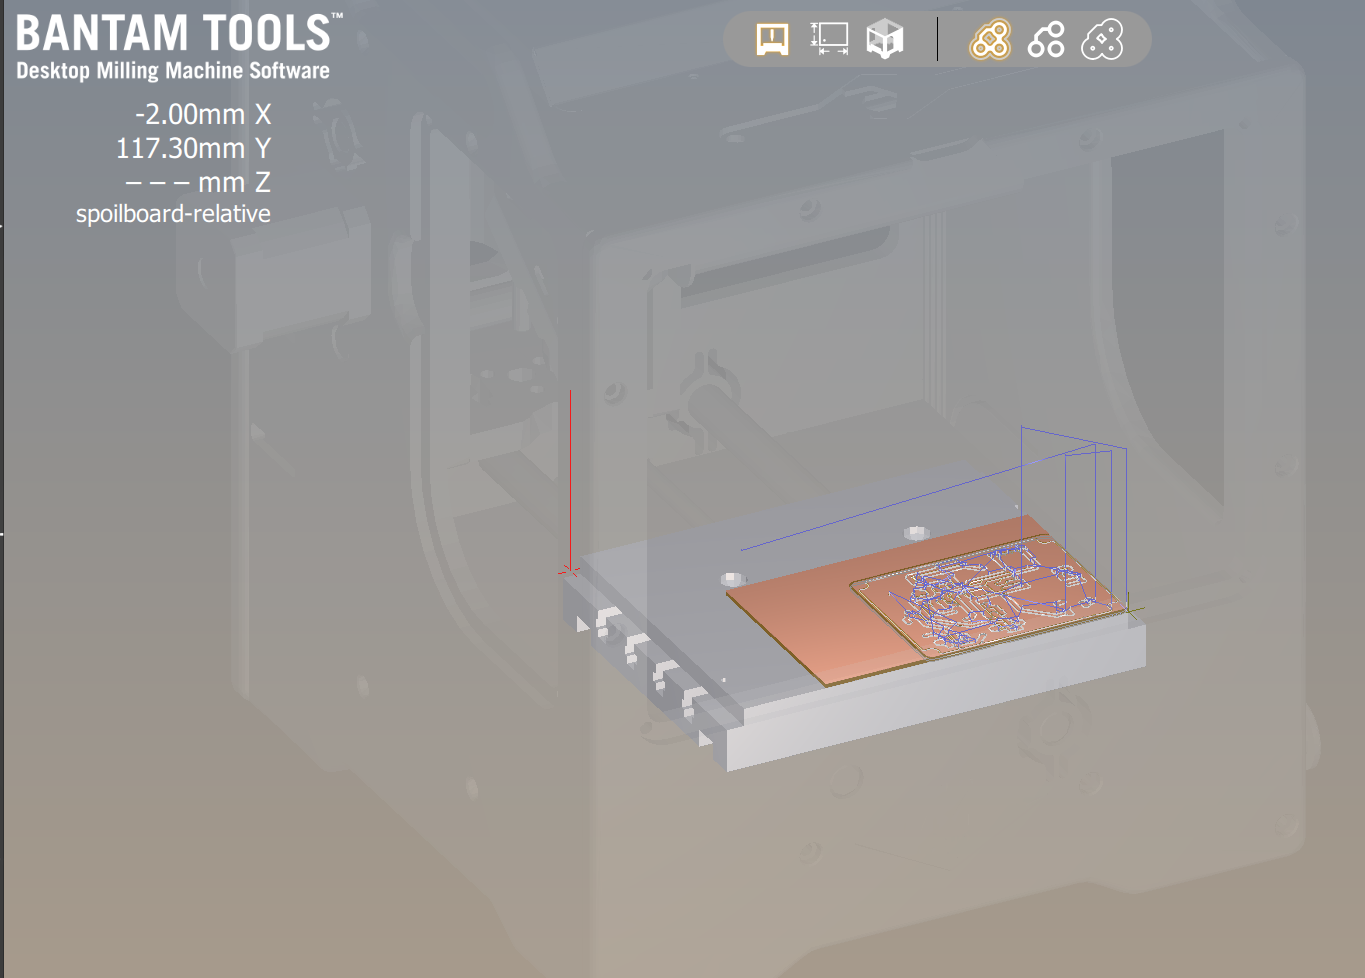 BANTAM TOOLS™
Desktop Milling Machine Software
-2.00mm X
117.30mm Y
– – – mm Z
spoilboard-relative